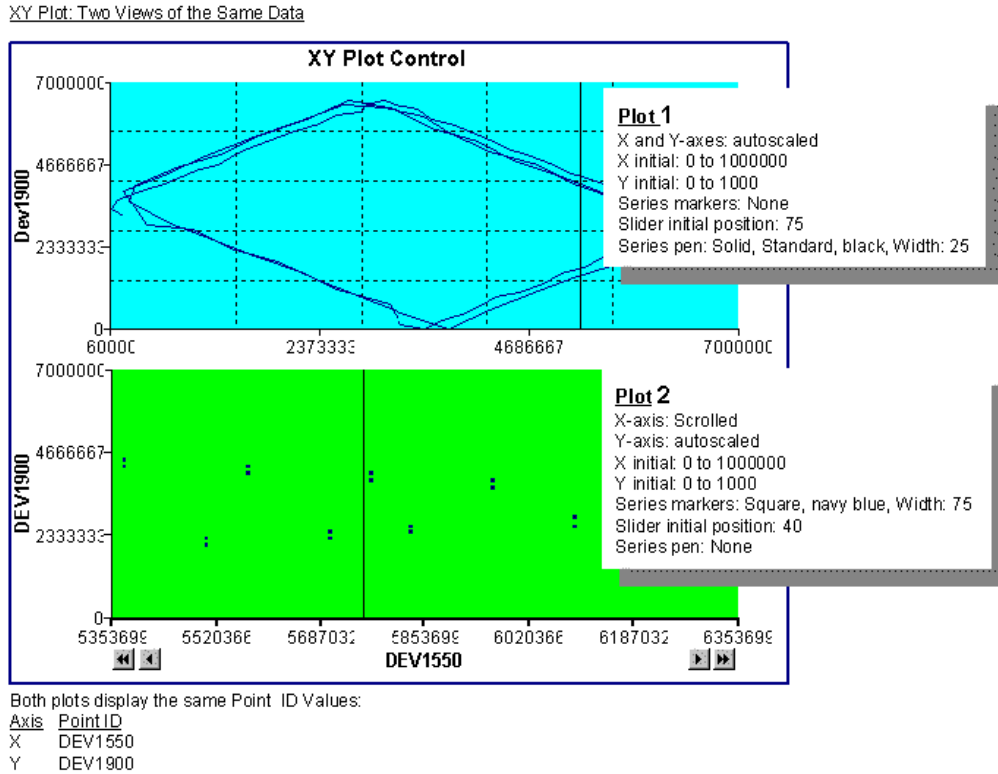 XY Plot: Two Views of the Same Data
XY Plot Control
7000000
4666667
2333333
0
Dev1900
60000
2373333
4686667
7000000
Plot 1
X and Y-axes: autoscaled
X initial: 0 to 1000000
Y initial: 0 to 1000
Series markers: None
Slider initial position: 75
Series pen: Solid, Standard, black, Width: 25
7000000
4666667
2333333
0
DEV1900
5353699
5520366
5687032
5853699
6020366
6187032
6353699
DEV1550
Plot 2
X-axis: Scrolled
Y-axis: autoscaled
X initial: 0 to 1000000
Y initial: 0 to 1000
Series markers: Square, navy blue, Width: 75
Slider initial position: 40
Series pen: None
Both plots display the same Point ID Values:
Axis Point ID
X DEV1550
Y DEV1900